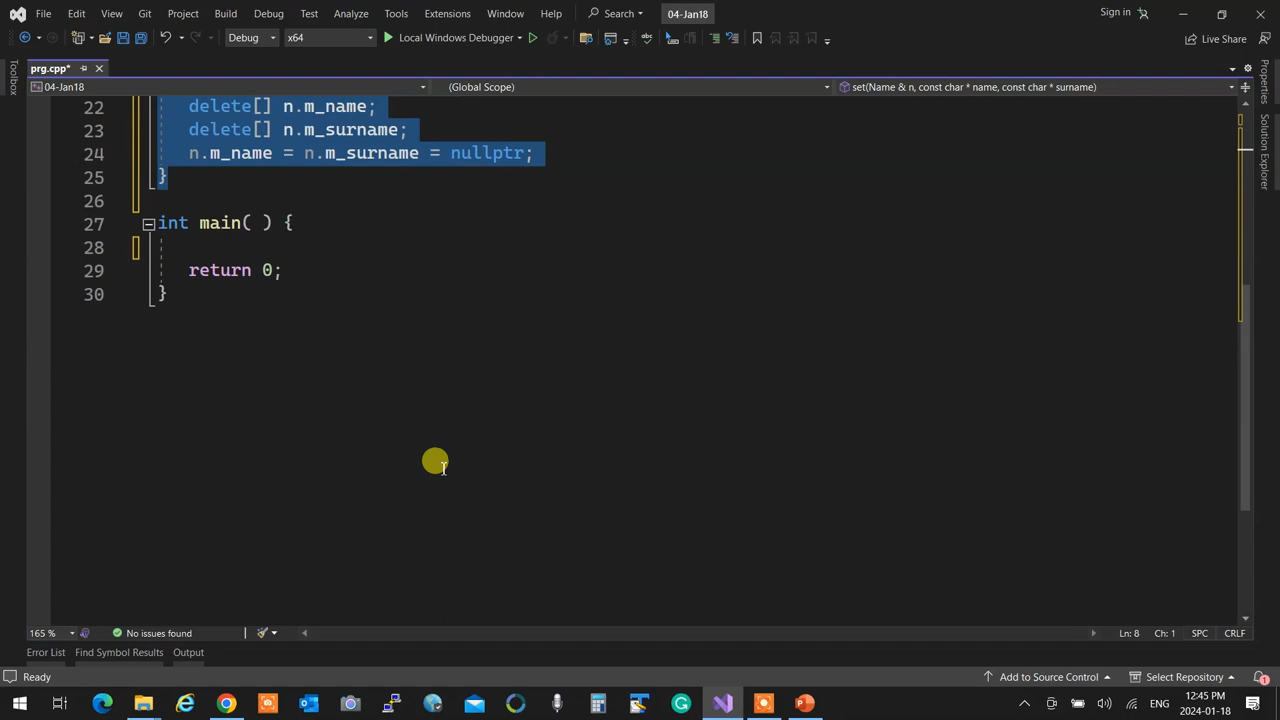 File Edit View Git Project Build Debug Test Analyze Tools Extensions Window Help Search 04-Jan18 Sign in
Debug x64 Local Windows Debugger Live Share
prg.cpp*
04-Jan18 (Global Scope) set(Name & n, const char * name, const char * surname)
Toolbox
Properties
Solution Explorer
22 delete[] n.m_name;
23 delete[] n.m_surname;
24 n.m_name = n.m_surname = nullptr;
25 }
26
27 int main( ) {
28
29 return 0;
30 }
165 % No issues found Ln: 8 Ch: 1 SPC CRLF
Error List Find Symbol Results Output
Ready Add to Source Control Select Repository 1
12:45 PM
ENG
2024-01-18